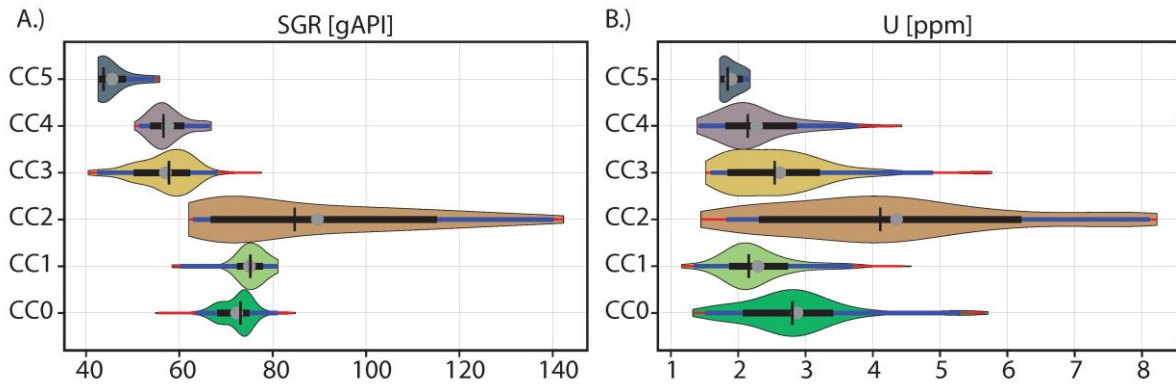 A.) SGR [gAPI]
CC5
CC4
CC3
CC2
CC1
CC0
40 60 80 100 120 140
B.) U [ppm]
CC5
CC4
CC3
CC2
CC1
CC0
1 2 3 4 5 6 7 8